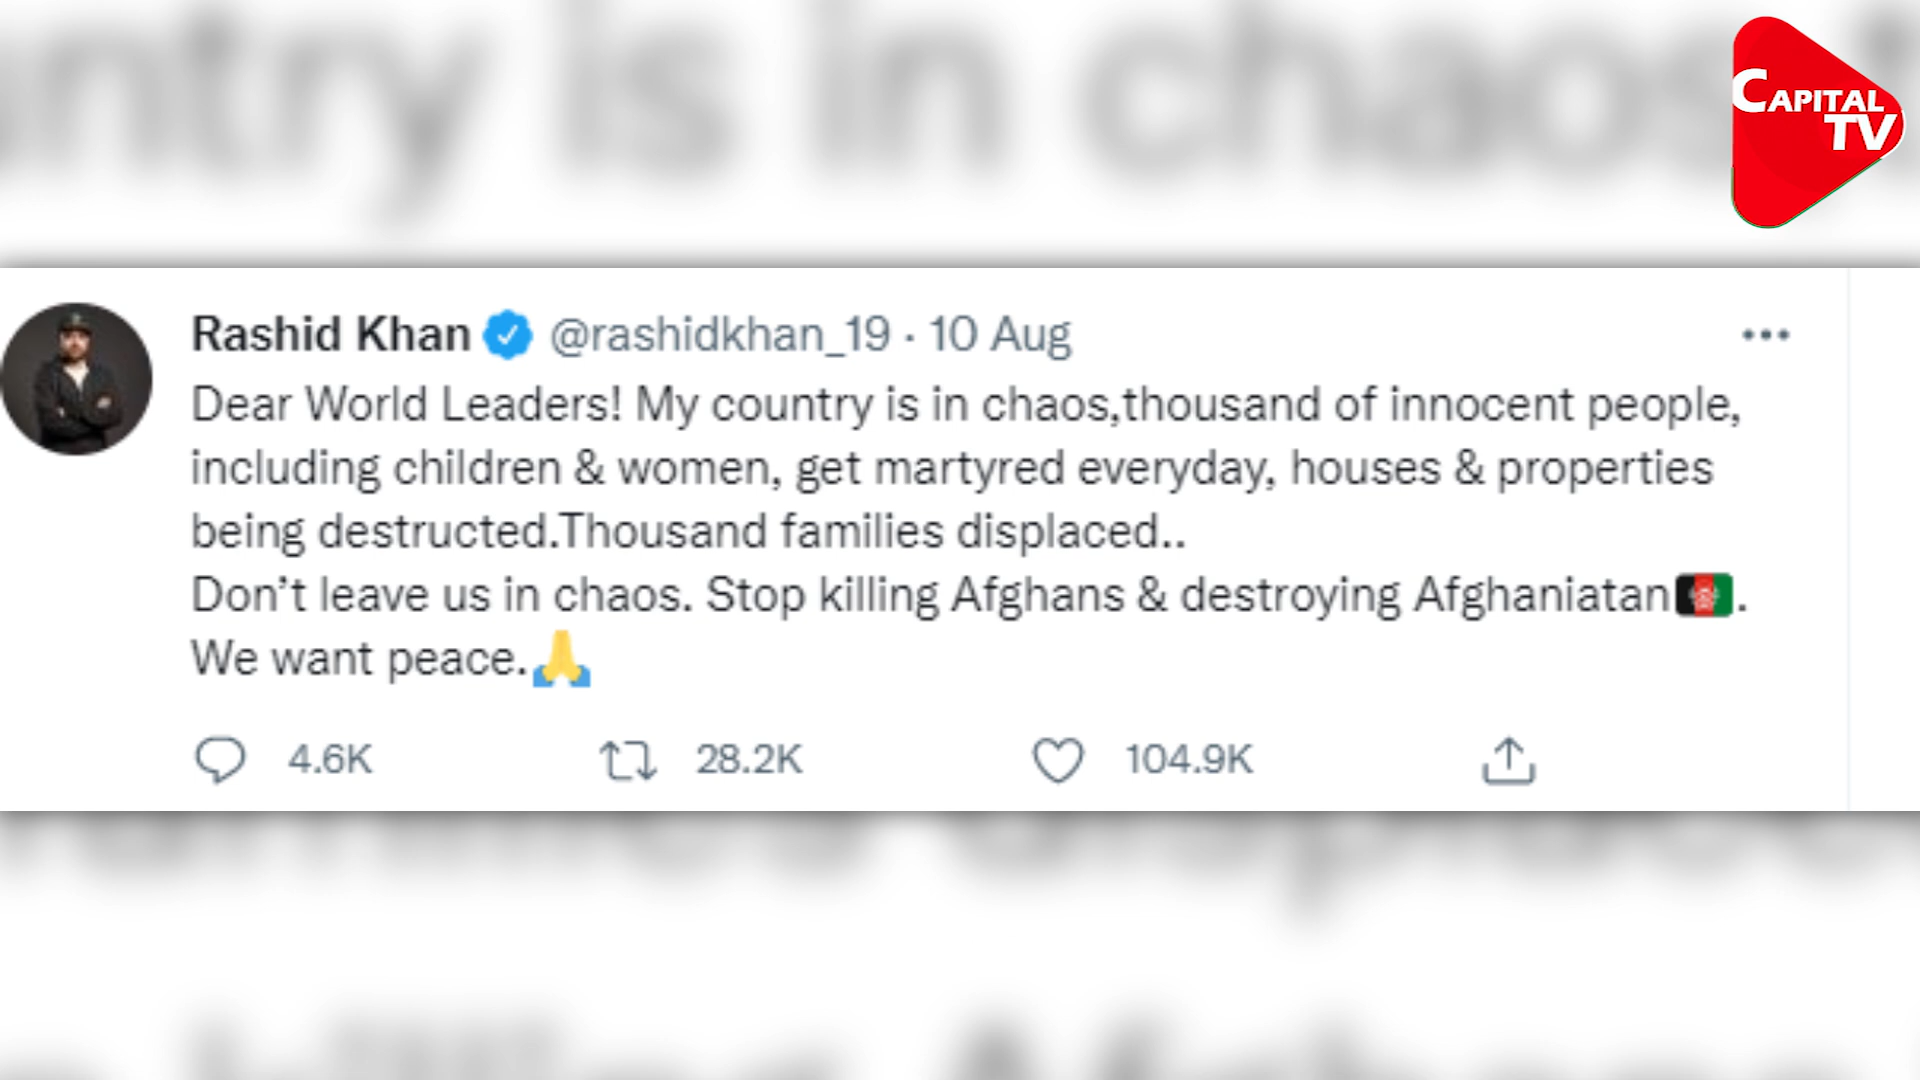 ntry is in chaos
CAPITAL
TV
Rashid Khan @rashidkhan_19 · 10 Aug
Dear World Leaders! My country is in chaos,thousand of innocent people,
including children & women, get martyred everyday, houses & properties
being destructed.Thousand families displaced..
Don’t leave us in chaos. Stop killing Afghans & destroying Afghaniatan🇦🇫.
We want peace.🙏
4.6K 28.2K 104.9K